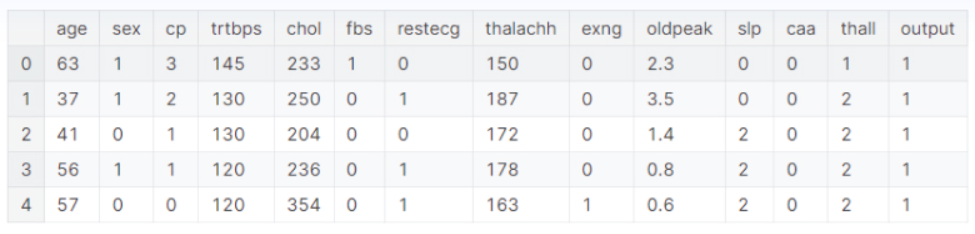 age sex cp trtbps chol fbs restecg thalachh exng oldpeak slp caa thall output
0 63 1 3 145 233 1 0 150 0 2.3 0 0 1 1
1 37 1 2 130 250 0 1 187 0 3.5 0 0 2 1
2 41 0 1 130 204 0 0 172 0 1.4 2 0 2 1
3 56 1 1 120 236 0 1 178 0 0.8 2 0 2 1
4 57 0 0 120 354 0 1 163 1 0.6 2 0 2 1